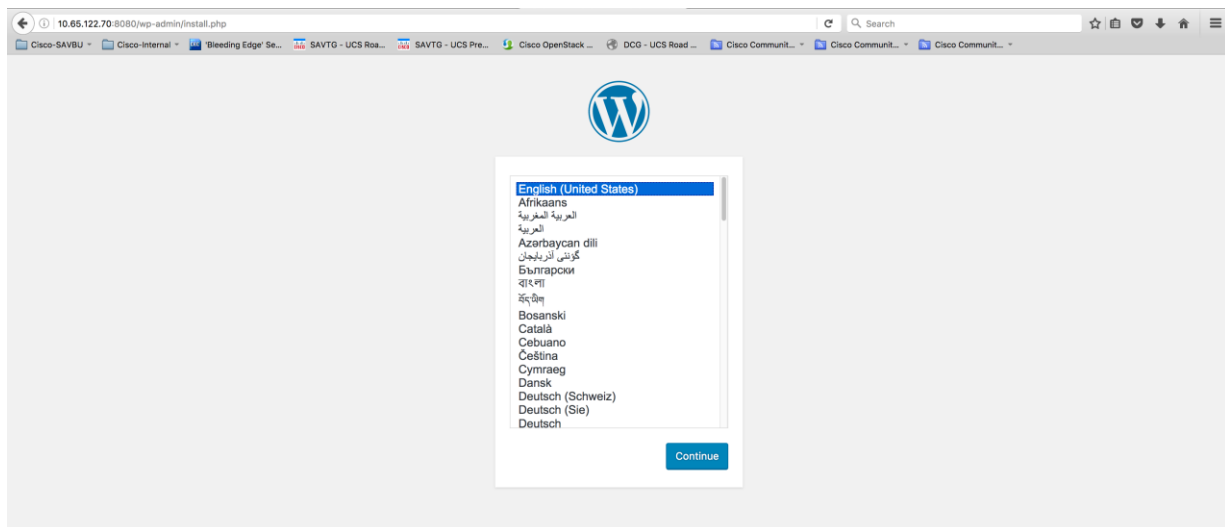 10.65.122.70:8080/wp-admin/install.php
Search
Cisco-SAVBU
Cisco-Internal
'Bleeding Edge' Se...
SAVTG - UCS Roa...
SAVTG - UCS Pre...
Cisco OpenStack ...
DCG - UCS Road ...
Cisco Communit...
Cisco Communit...
Cisco Communit...
English (United States)
Afrikaans
العربية المغربية
العربية
Azərbaycan dili
گؤنئی آذربایجان
Български
বাংলা
བོད་ཡིག
Bosanski
Català
Cebuano
Čeština
Cymraeg
Dansk
Deutsch (Schweiz)
Deutsch (Sie)
Deutsch
Continue